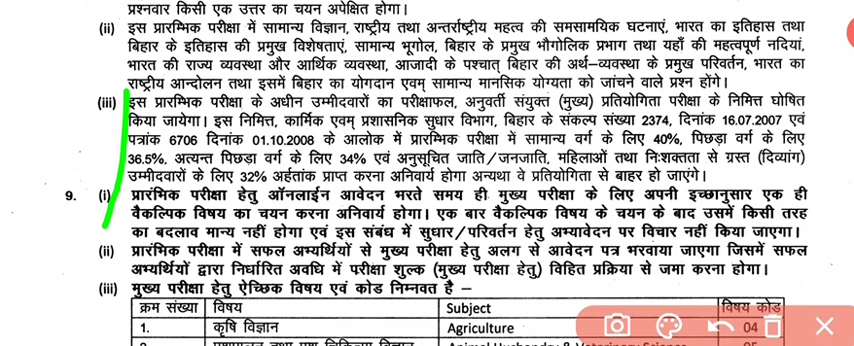 प्रश्नवार किसी एक उत्तर का चयन अपेक्षित होगा।
(ii) इस प्रारम्भिक परीक्षा में सामान्य विज्ञान, राष्ट्रीय तथा अन्तर्राष्ट्रीय महत्व की समसामयिक घटनाएं, भारत का इतिहास तथा
बिहार के इतिहास की प्रमुख विशेषताएं, सामान्य भूगोल, बिहार के प्रमुख भौगोलिक प्रभाग तथा यहाँ की महत्वपूर्ण नदियां,
भारत की राज्य व्यवस्था और आर्थिक व्यवस्था, आजादी के पश्चात् बिहार की अर्थ–व्यवस्था के प्रमुख परिवर्तन, भारत का
राष्ट्रीय आन्दोलन तथा इसमें बिहार का योगदान एवम् सामान्य मानसिक योग्यता को जांचने वाले प्रश्न होंगे।
(iii) इस प्रारम्भिक परीक्षा के अधीन उम्मीदवारों का परीक्षाफल, अनुवर्ती संयुक्त (मुख्य) प्रतियोगिता परीक्षा के निमित्त घोषित
किया जायेगा। इस निमित्त, कार्मिक एवम् प्रशासनिक सुधार विभाग, बिहार के संकल्प संख्या 2374, दिनांक 16.07.2007 एवं
पत्रांक 6706 दिनांक 01.10.2008 के आलोक में प्रारम्भिक परीक्षा में सामान्य वर्ग के लिए 40%, पिछड़ा वर्ग के लिए
36.5%. अत्यन्त पिछड़ा वर्ग के लिए 34% एवं अनुसूचित जाति/जनजाति, महिलाओं तथा निःशक्तता से ग्रस्त (दिव्यांग)
उम्मीदवारों के लिए 32% अर्हतांक प्राप्त करना अनिवार्य होगा अन्यथा वे प्रतियोगिता से बाहर हो जाएंगे।
9. (i) प्रारंभिक परीक्षा हेतु ऑनलाईन आवेदन भरते समय ही मुख्य परीक्षा के लिए अपनी इच्छानुसार एक ही
वैकल्पिक विषय का चयन करना अनिवार्य होगा। एक बार वैकल्पिक विषय के चयन के बाद उसमें किसी तरह
का बदलाव मान्य नहीं होगा एवं इस संबंध में सुधार/परिवर्तन हेतु अभ्यावेदन पर विचार नहीं किया जाएगा।
(ii) प्रारंभिक परीक्षा में सफल अभ्यर्थियों से मुख्य परीक्षा हेतु अलग से आवेदन पत्र भरवाया जाएगा जिसमें सफल
अभ्यर्थियों द्वारा निर्धारित अवधि में परीक्षा शुल्क (मुख्य परीक्षा हेतु) विहित प्रक्रिया से जमा करना होगा।
(iii) मुख्य परीक्षा हेतु ऐच्छिक विषय एवं कोड निम्नवत है –
क्रम संख्या विषय Subject विषय कोड
1. कृषि विज्ञान Agriculture 04